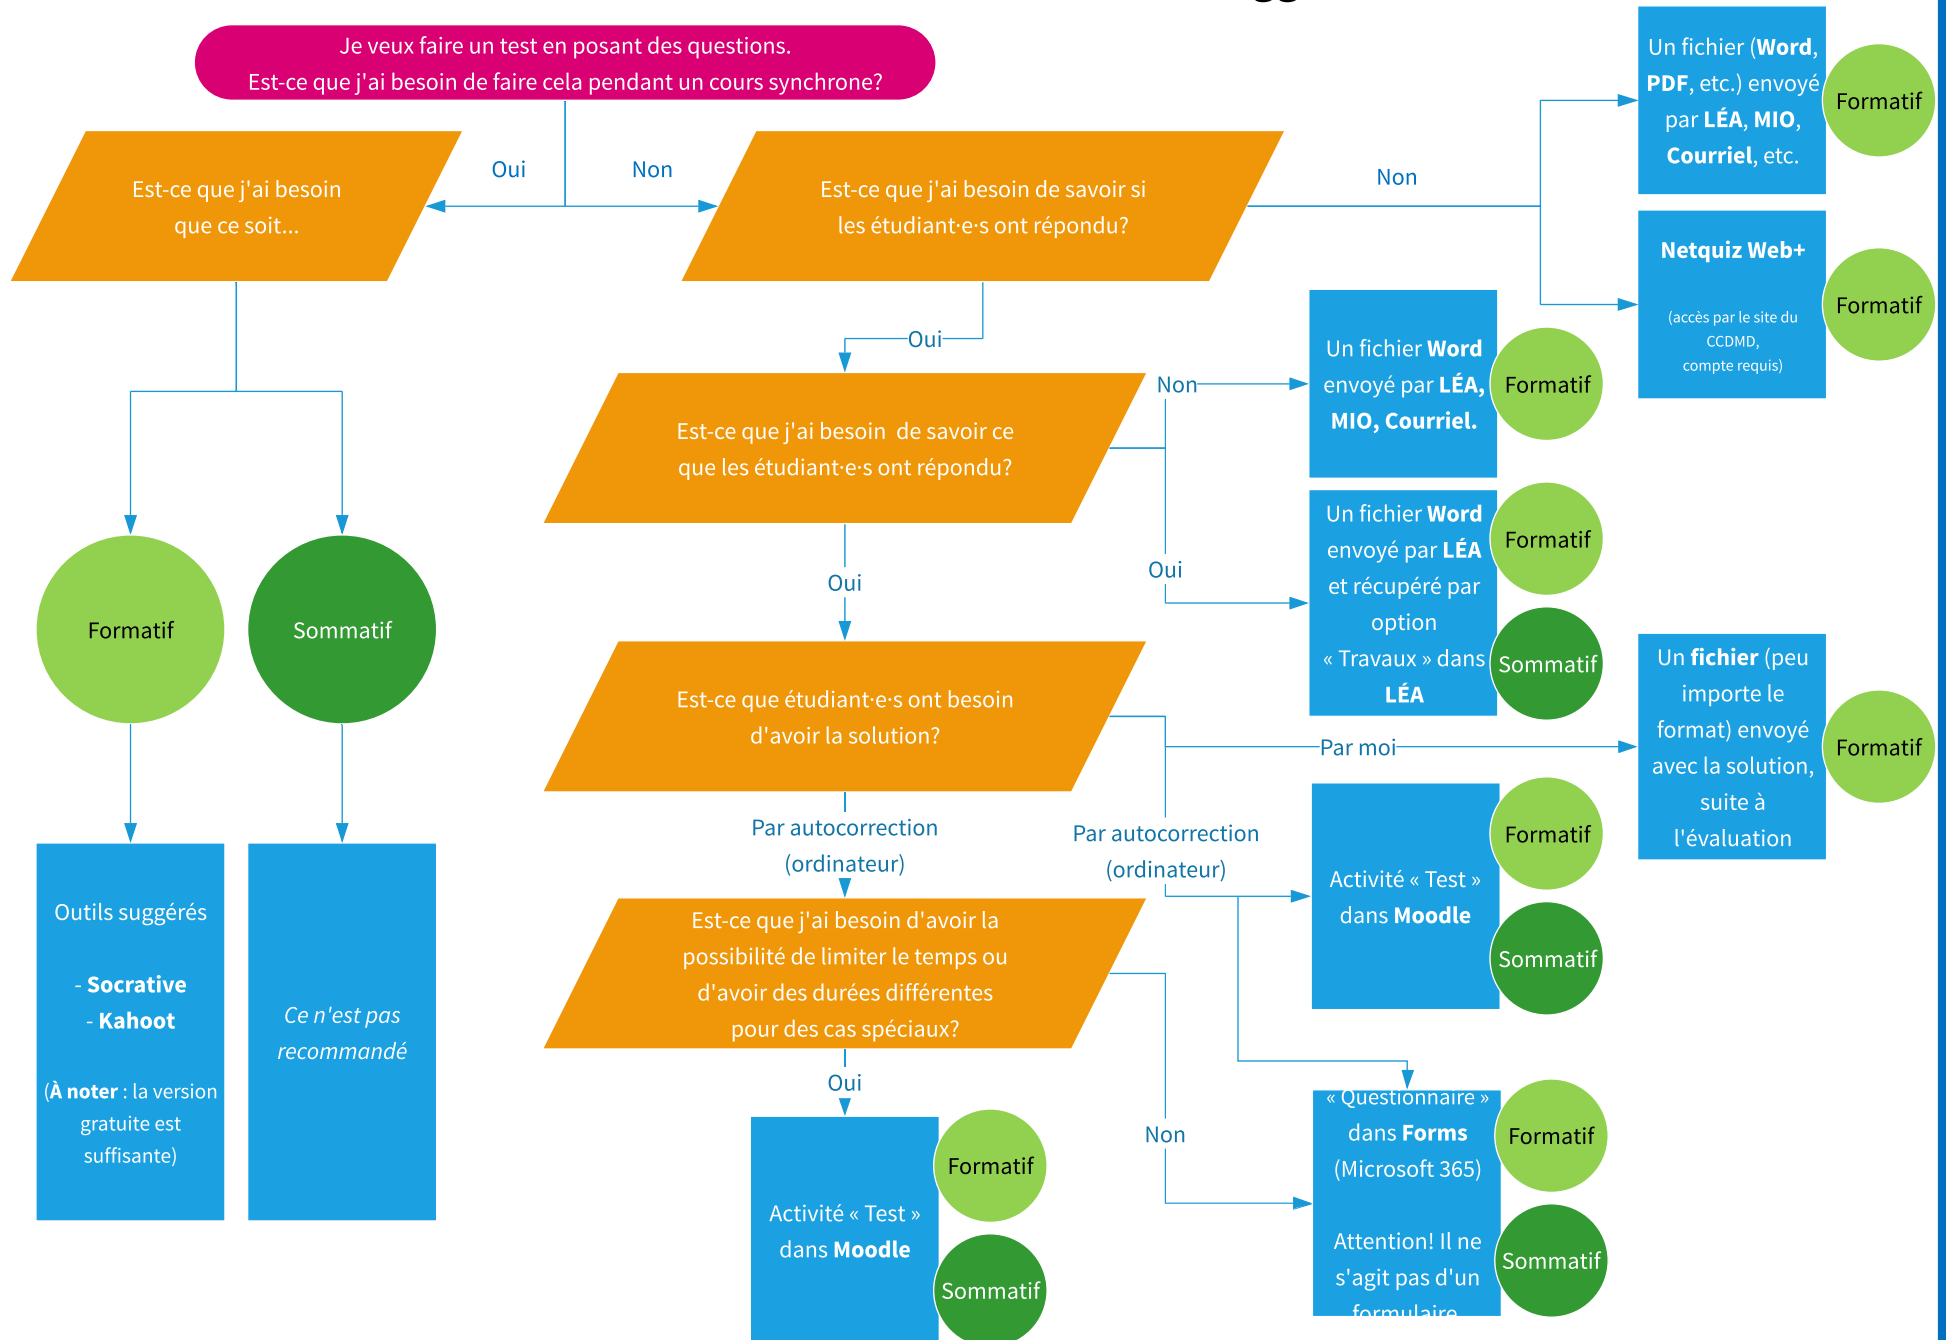 Je veux faire un test en posant des questions.
Est-ce que j'ai besoin de faire cela pendant un cours synchrone?
Oui
Non
Est-ce que j'ai besoin
que ce soit...
Formatif
Sommatif
Outils suggérés
- Socrative
- Kahoot
(À noter : la version
gratuite est
suffisante)
Ce n'est pas
recommandé
Est-ce que j'ai besoin de savoir si
les étudiant·e·s ont répondu?
Non
Un fichier (Word,
PDF, etc.) envoyé
par LÉA, MIO,
Courriel, etc.
Formatif
Netquiz Web+
(accès par le site du
CCDMD,
compte requis)
Formatif
Oui
Est-ce que j'ai besoin  de savoir ce
que les étudiant·e·s ont répondu?
Non
Un fichier Word
envoyé par LÉA,
MIO, Courriel.
Formatif
Oui
Un fichier Word
envoyé par LÉA
et récupéré par
option
« Travaux » dans
LÉA
Formatif
Sommatif
Oui
Est-ce que étudiant·e·s ont besoin
d'avoir la solution?
Par moi
Un fichier (peu
importe le
format) envoyé
avec la solution,
suite à
l'évaluation
Formatif
Par autocorrection
(ordinateur)
Par autocorrection
(ordinateur)
Activité « Test »
dans Moodle
Formatif
Sommatif
Est-ce que j'ai besoin d'avoir la
possibilité de limiter le temps ou
d'avoir des durées différentes
pour des cas spéciaux?
Oui
Activité « Test »
dans Moodle
Formatif
Sommatif
Non
« Questionnaire »
dans Forms
(Microsoft 365)
Attention! Il ne
s'agit pas d'un
formulaire
Formatif
Sommatif